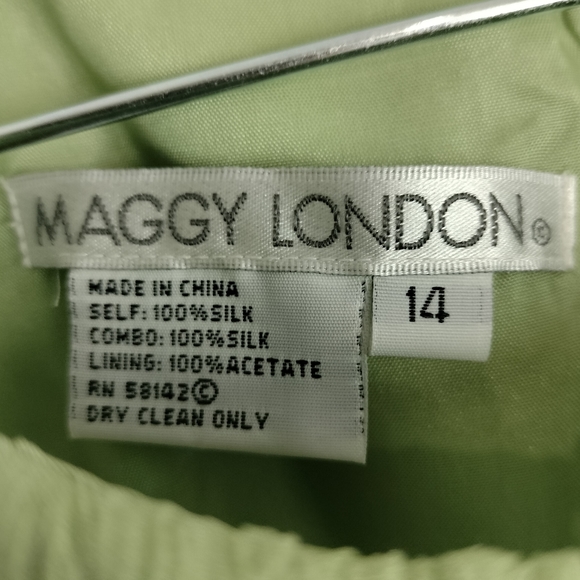 MAGGY LONDON©
MADE IN CHINA
SELF: 100%SILK
COMBO: 100%SILK
LINING: 100%ACETATE
RN 58142©
DRY CLEAN ONLY
14